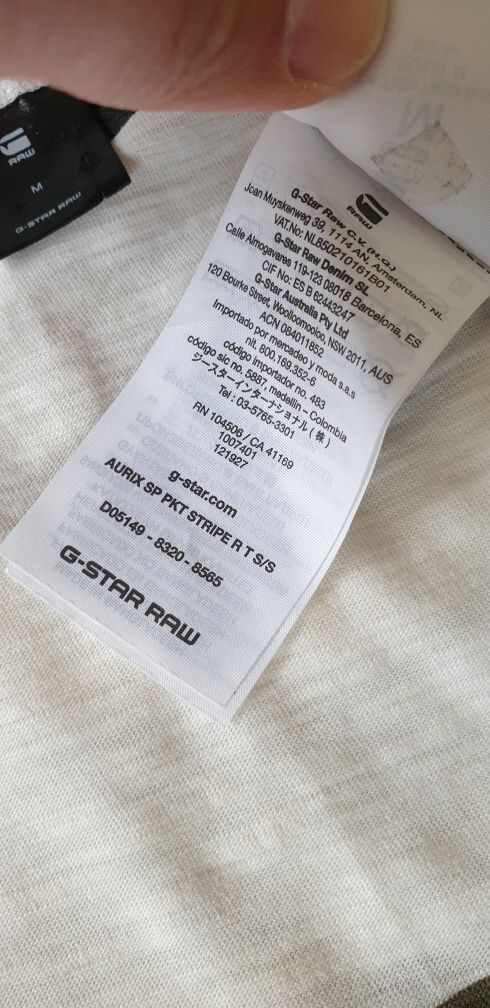 RAW
M
G-STAR RAW
RAW
G-Star Raw C.V. (H.Q.)
Joan Muyskenweg 39, 1114 AN, Amsterdam, NL
VAT.No: NL850210161B01
G-Star Raw Denim SL
Calle Almogavares 119-123 08018 Barcelona, ES
CIF No: ES B 62443247
G-Star Australia Pty Ltd
120 Bourke Street, Woolloomooloo, NSW 2011, AUS
ACN 084011852
Importado por mercadeo y moda s.a.s
nit. 800.169.352-6
código importador no. 483
código sic no. 5887, medellin - Colombia
ジースターインターナショナル(株)
Tel : 03-5765-3301
RN 104506 / CA 41169
1007401
121927
g-star.com
AURIX SP PKT STRIPE R T S/S
D05149 - 8320 - 8565
G-STAR RAW